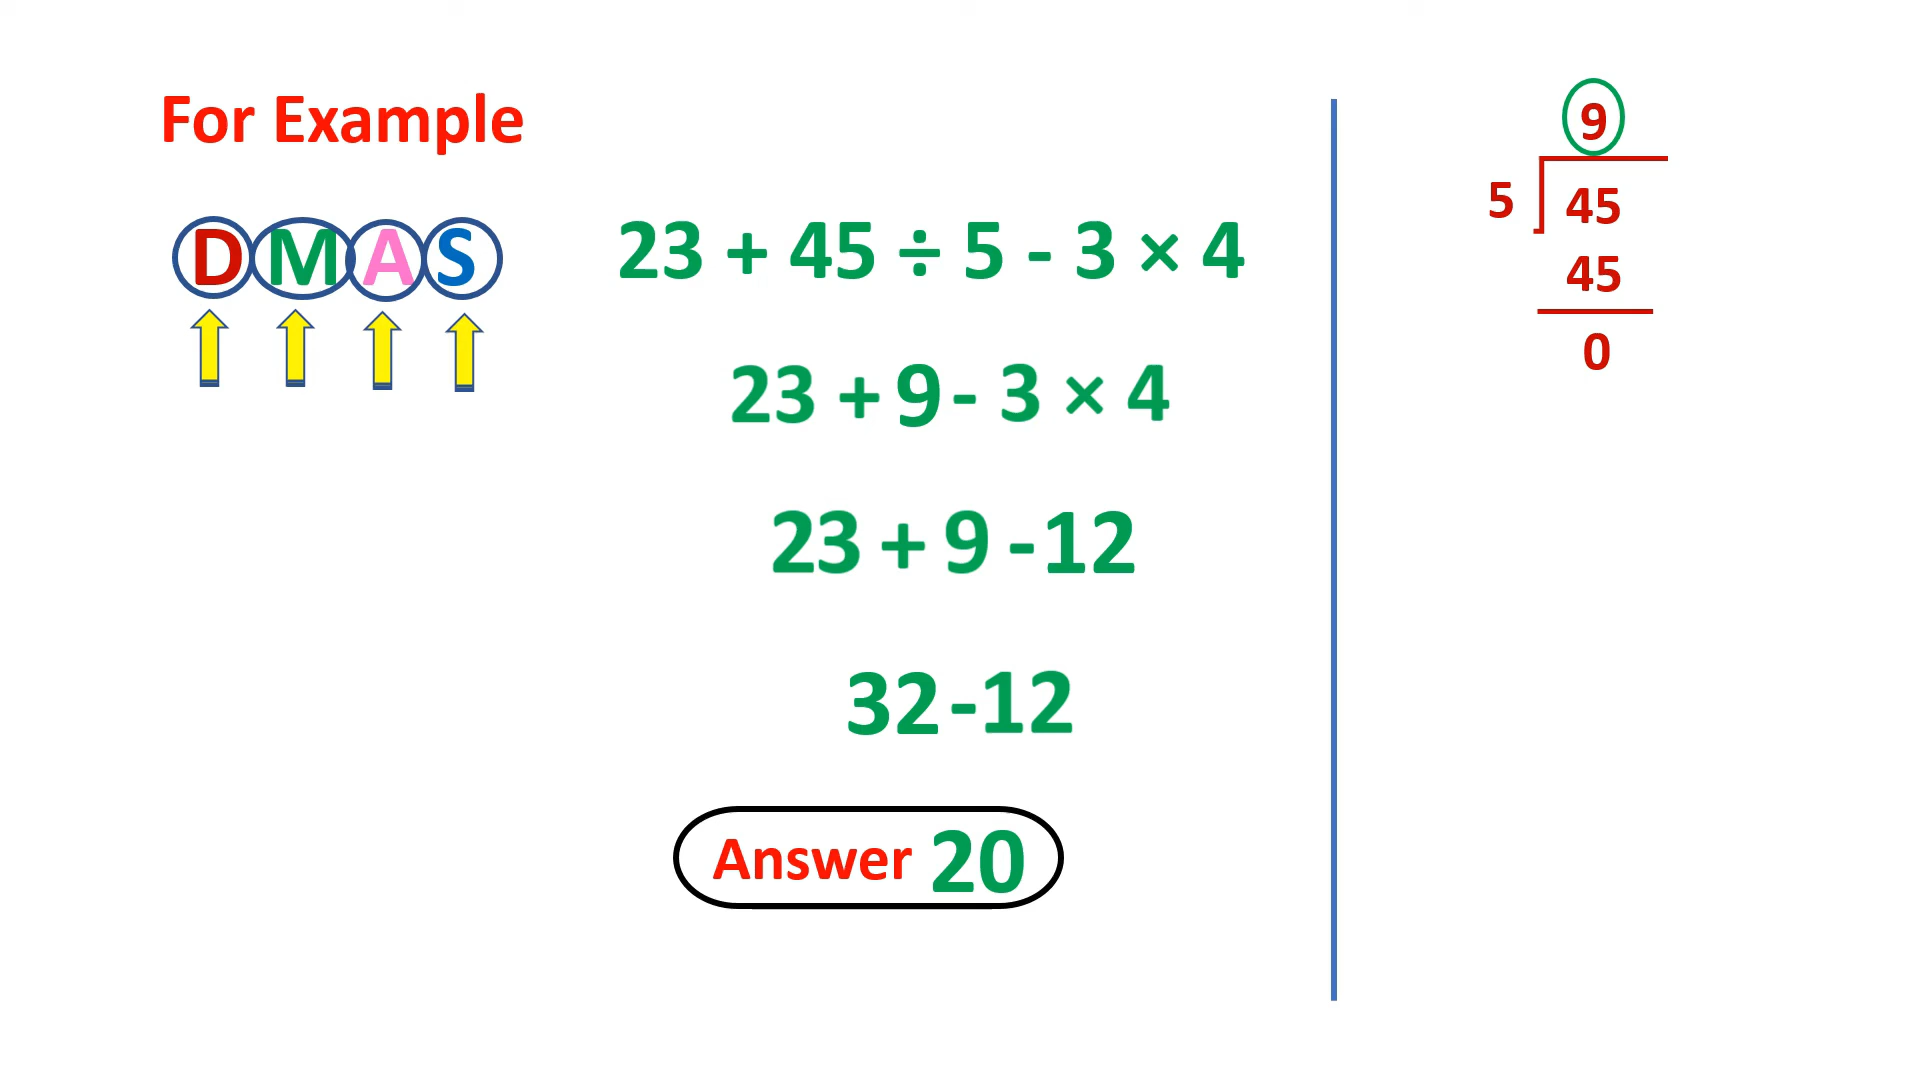 For Example
DMAS
23 + 45 ÷ 5 - 3 × 4
23 + 9 - 3 × 4
23 + 9 - 12
32 - 12
Answer 20
9
5 45
45
0